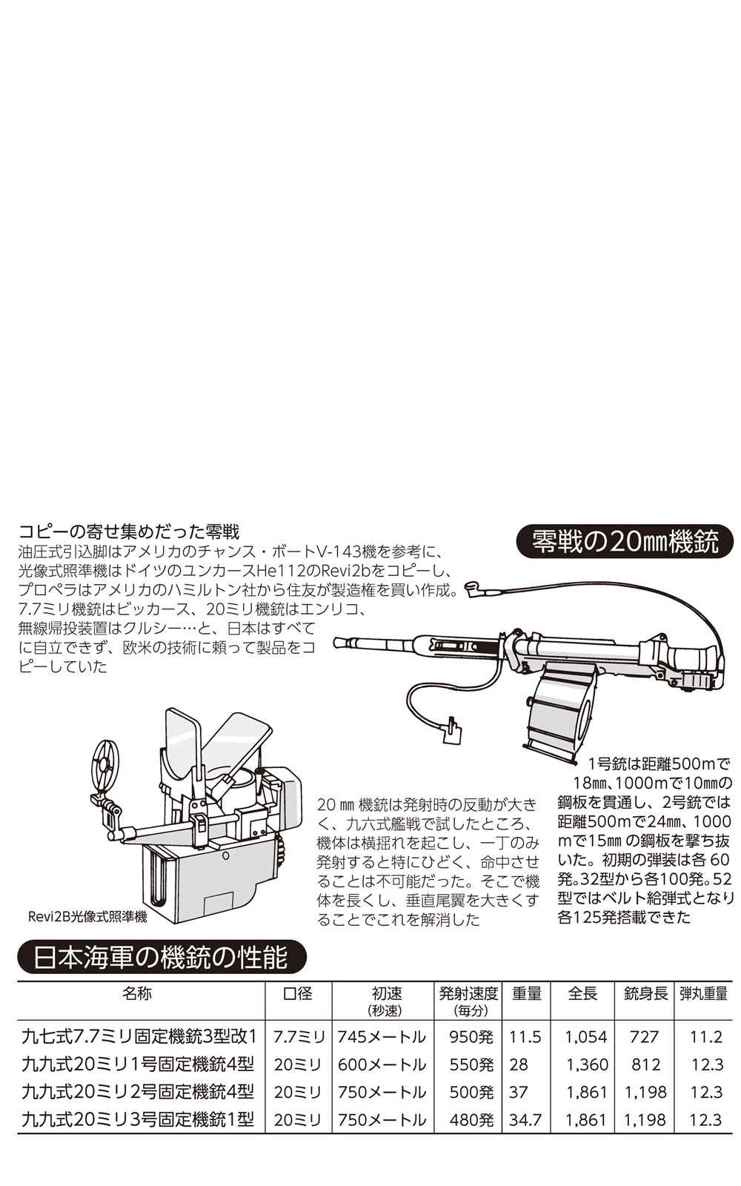 コピーの寄せ集めだった零戦
油圧式引込脚はアメリカのチャンス・ボートV-143機を参考に、
光像式照準機はドイツのユンカースHe112のRevi2bをコピーし、
プロペラはアメリカのハミルトン社から住友が製造権を買い作成。
7.7ミリ機銃はビッカース、20ミリ機銃はエンリコ、
無線帰投装置はクルシー…と、日本はすべて
に自立できず、欧米の技術に頼って製品をコ
ピーしていた
零戦の20㎜機銃
1号銃は距離500mで
18㎜、1000mで10㎜の
鋼板を貫通し、2号銃では
距離500mで24㎜、1000
mで15㎜の鋼板を撃ち抜
いた。初期の弾装は各60
発。32型から各100発。52
型ではベルト給弾式となり
各125発搭載できた
20㎜機銃は発射時の反動が大き
く、九六式艦戦で試したところ、
機体は横揺れを起こし、一丁のみ
発射すると特にひどく、命中させ
ることは不可能だった。そこで機
体を長くし、垂直尾翼を大きくす
ることでこれを解消した
Revi2B光像式照準機
日本海軍の機銃の性能
名称 口径 初速(秒速) 発射速度(毎分) 重量 全長 銃身長 弾丸重量
九七式7.7ミリ固定機銃3型改1 7.7ミリ 745メートル 950発 11.5 1,054 727 11.2
九九式20ミリ1号固定機銃4型 20ミリ 600メートル 550発 28 1,360 812 12.3
九九式20ミリ2号固定機銃4型 20ミリ 750メートル 500発 37 1,861 1,198 12.3
九九式20ミリ3号固定機銃1型 20ミリ 750メートル 480発 34.7 1,861 1,198 12.3